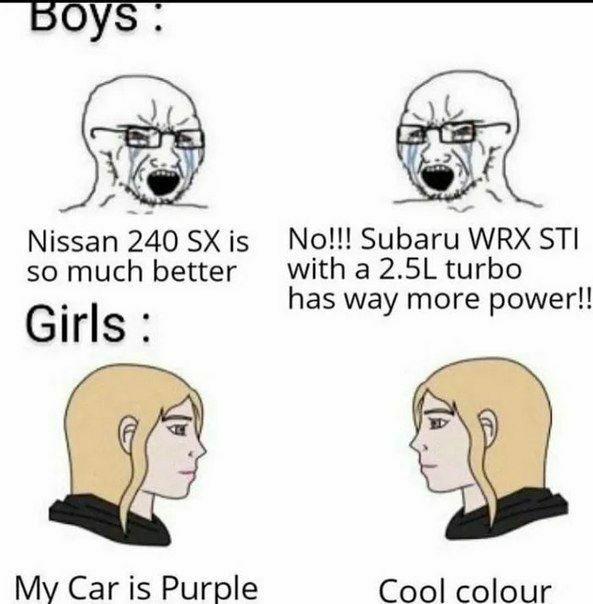 Boys :
Nissan 240 SX is
so much better
No!!! Subaru WRX STI
with a 2.5L turbo
has way more power!!
Girls :
My Car is Purple
Cool colour